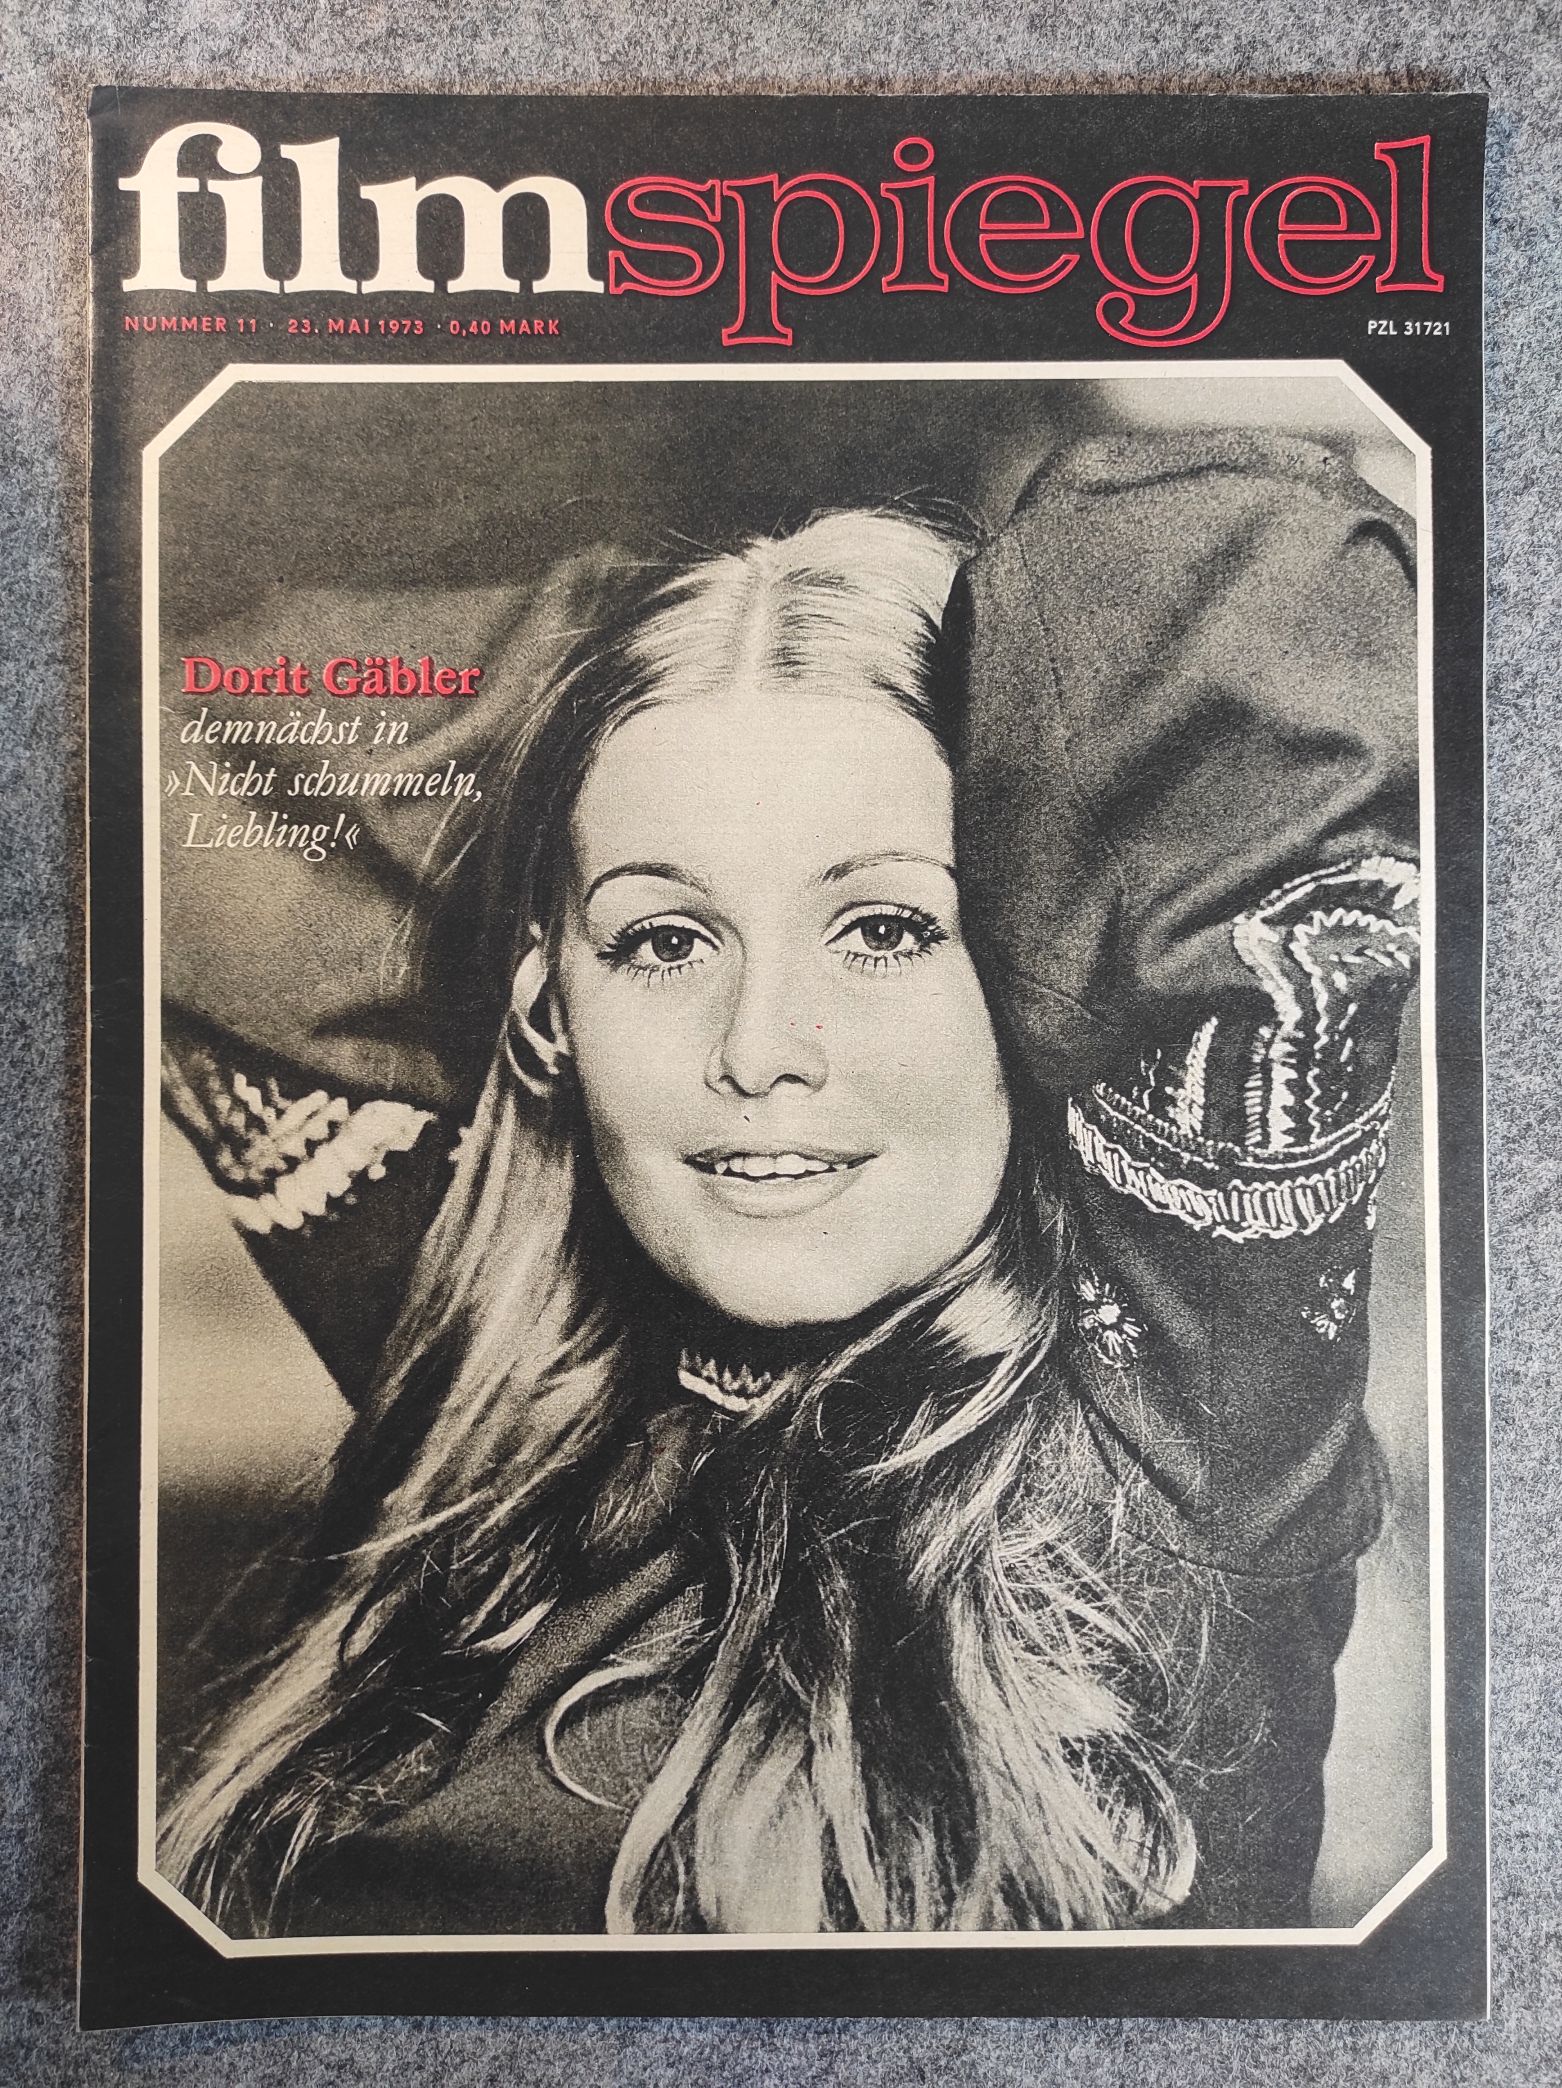 filmspiegel
NUMMER 11 · 23. MAI 1973 · 0,40 MARK
PZL 31721
Dorit Gäbler
demnächst in
»Nicht schummeln,
Liebling!«